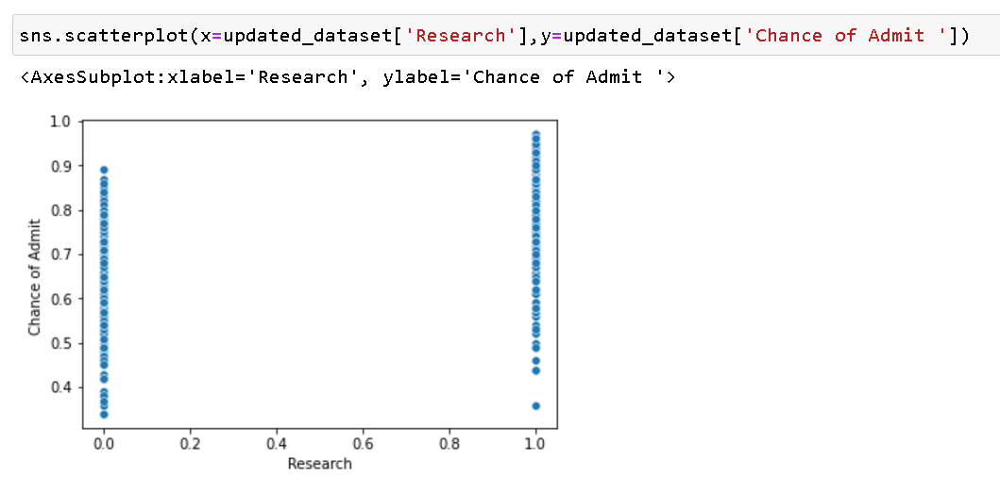 sns.scatterplot(x=updated_dataset['Research'],y=updated_dataset['Chance of Admit '])
<AxesSubplot:xlabel='Research', ylabel='Chance of Admit '>
1.0
0.9
0.8
0.7
0.6
0.5
0.4
Chance of Admit
0.0 0.2 0.4 0.6 0.8 1.0
Research